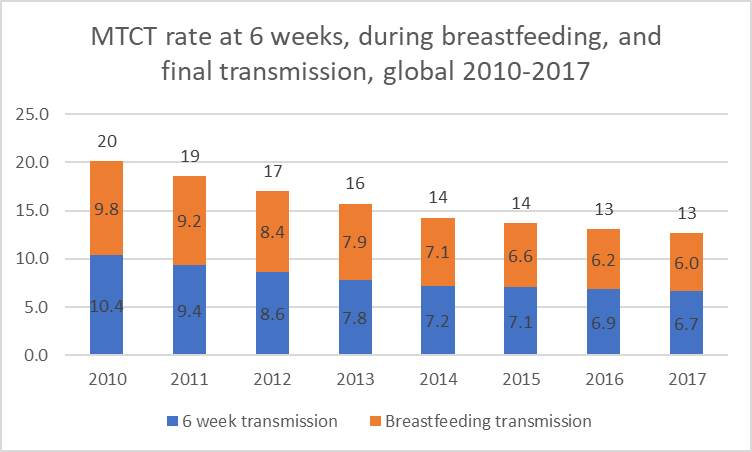 MTCT rate at 6 weeks, during breastfeeding, and
final transmission, global 2010-2017
25.0
20.0
15.0
10.0
5.0
0.0
20 19 17 16 14 14 13 13
9.8 9.2 8.4 7.9 7.1 6.6 6.2 6.0
10.4 9.4 8.6 7.8 7.2 7.1 6.9 6.7
2010 2011 2012 2013 2014 2015 2016 2017
6 week transmission Breastfeeding transmission